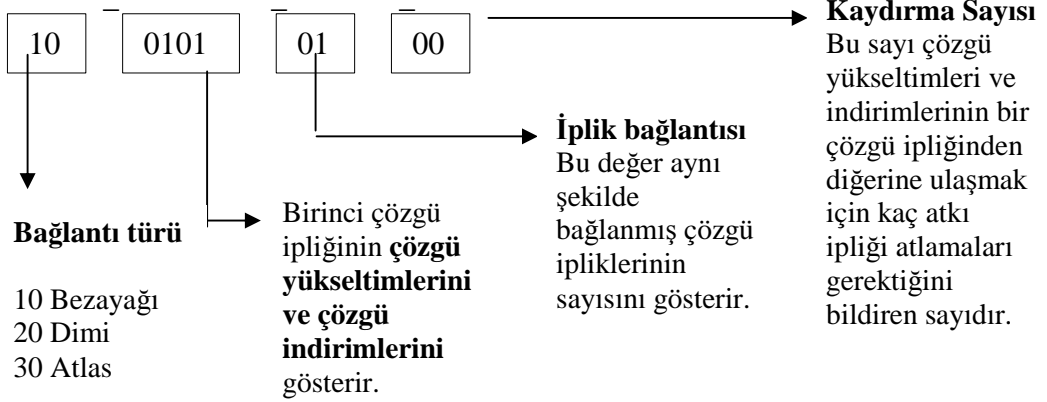 10 – 0101 – 01 – 00
Kaydırma Sayısı
Bu sayı çözgü
yükseltimleri ve
indirimlerinin bir
çözgü ipliğinden
diğerine ulaşmak
için kaç atkı
ipliği atlamaları
gerektiğini
bildiren sayıdır.
İplik bağlantısı
Bu değer aynı
şekilde
bağlanmış çözgü
ipliklerinin
sayısını gösterir.
Birinci çözgü
ipliğinin çözgü
yükseltimlerini
ve çözgü
indirimlerini
gösterir.
Bağlantı türü
10 Bezayağı
20 Dimi
30 Atlas